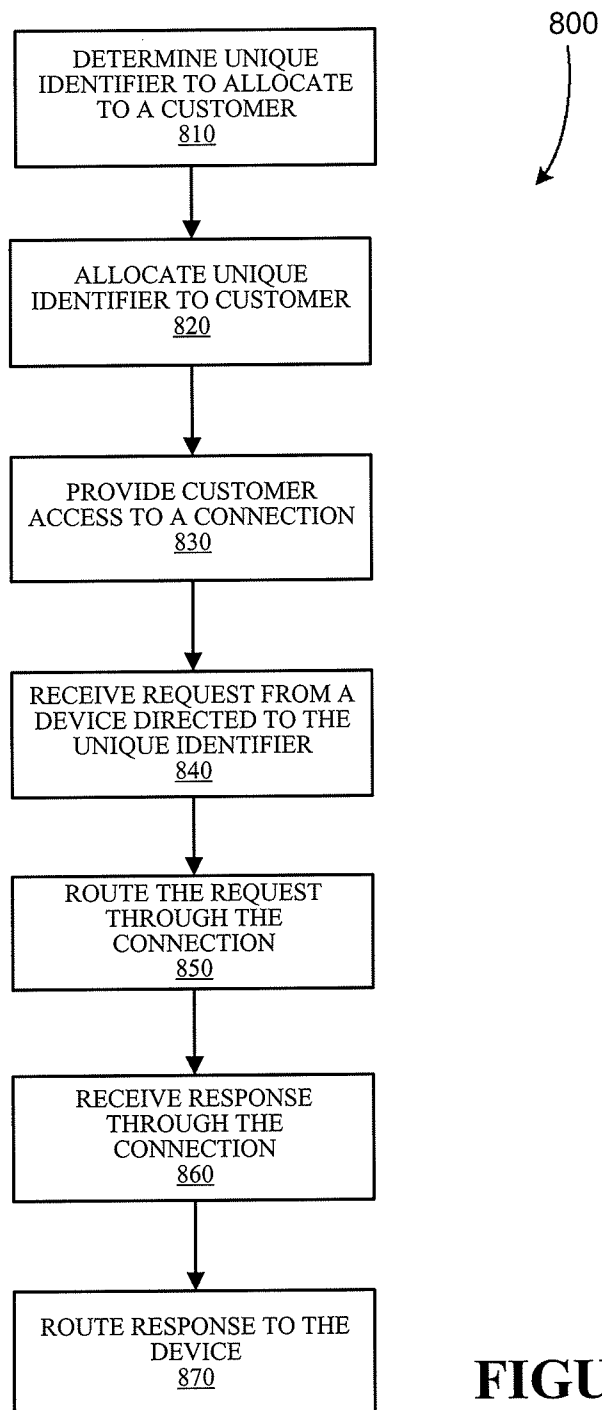 800
DETERMINE UNIQUE
IDENTIFIER TO ALLOCATE
TO A CUSTOMER
810
ALLOCATE UNIQUE
IDENTIFIER TO CUSTOMER
820
PROVIDE CUSTOMER
ACCESS TO A CONNECTION
830
RECEIVE REQUEST FROM A
DEVICE DIRECTED TO THE
UNIQUE IDENTIFIER
840
ROUTE THE REQUEST
THROUGH THE
CONNECTION
850
RECEIVE RESPONSE
THROUGH THE
CONNECTION
860
ROUTE RESPONSE TO THE
DEVICE
870